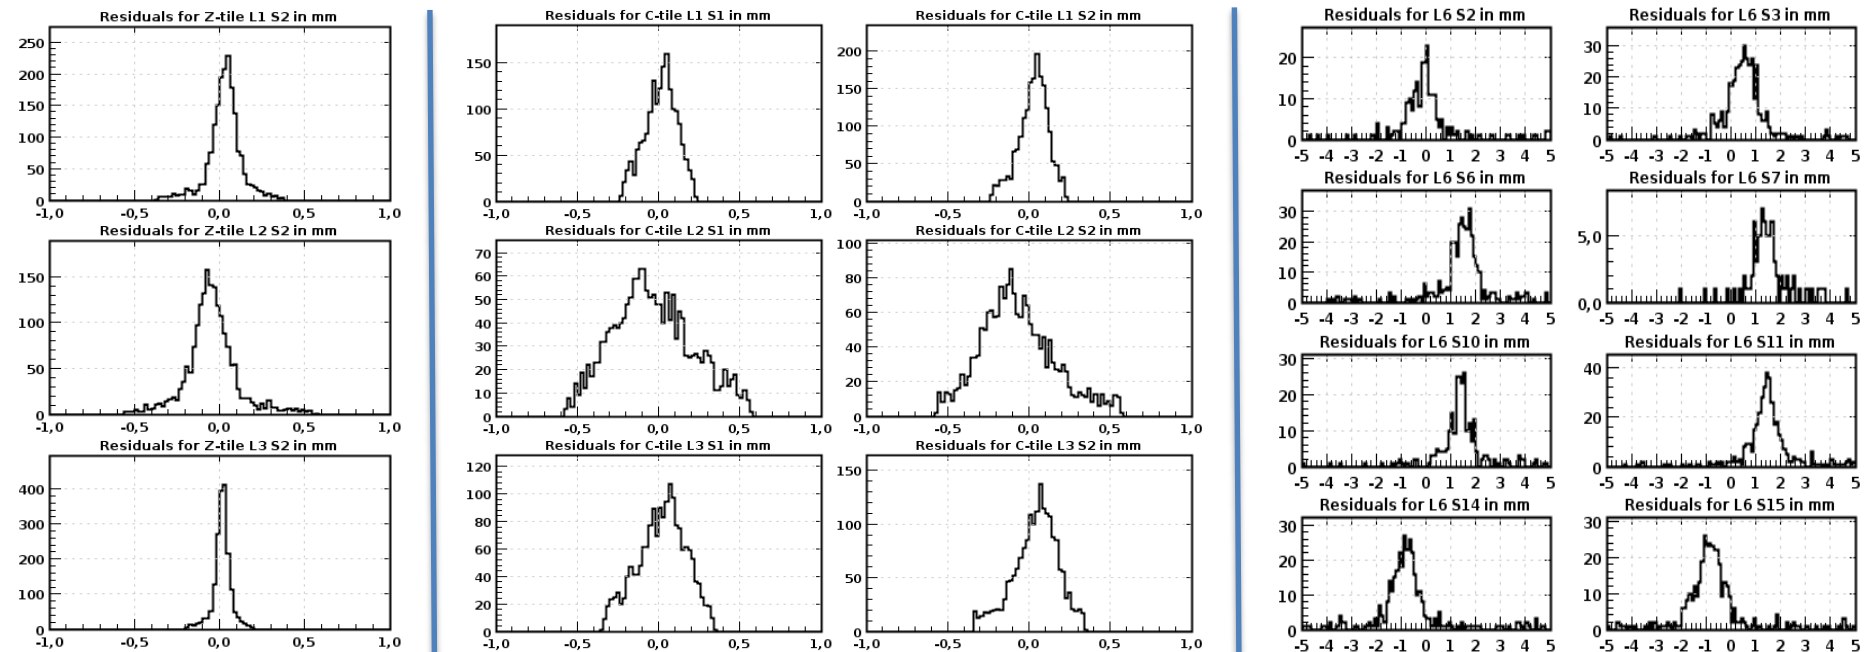 Residuals for Z-tile L1 S2 in mm
250
200
150
100
50
0
-1,0 -0,5 0,0 0,5 1,0
Residuals for Z-tile L2 S2 in mm
150
100
50
0
-1,0 -0,5 0,0 0,5 1,0
Residuals for Z-tile L3 S2 in mm
400
300
200
100
0
-1,0 -0,5 0,0 0,5 1,0
Residuals for C-tile L1 S1 in mm
150
100
50
0
-1,0 -0,5 0,0 0,5 1,0
Residuals for C-tile L1 S2 in mm
200
150
100
50
0
-1,0 -0,5 0,0 0,5 1,0
Residuals for C-tile L2 S1 in mm
70
60
50
40
30
20
10
0
-1,0 -0,5 0,0 0,5 1,0
Residuals for C-tile L2 S2 in mm
100
80
60
40
20
0
-1,0 -0,5 0,0 0,5 1,0
Residuals for C-tile L3 S1 in mm
120
100
80
60
40
20
0
-1,0 -0,5 0,0 0,5 1,0
Residuals for C-tile L3 S2 in mm
150
100
50
0
-1,0 -0,5 0,0 0,5 1,0
Residuals for L6 S2 in mm
20
10
0
-5 -4 -3 -2 -1 0 1 2 3 4 5
Residuals for L6 S3 in mm
30
20
10
0
-5 -4 -3 -2 -1 0 1 2 3 4 5
Residuals for L6 S6 in mm
30
20
10
0
-5 -4 -3 -2 -1 0 1 2 3 4 5
Residuals for L6 S7 in mm
5,0
0,0
-5 -4 -3 -2 -1 0 1 2 3 4 5
Residuals for L6 S10 in mm
30
20
10
0
-5 -4 -3 -2 -1 0 1 2 3 4 5
Residuals for L6 S11 in mm
40
20
0
-5 -4 -3 -2 -1 0 1 2 3 4 5
Residuals for L6 S14 in mm
30
20
10
0
-5 -4 -3 -2 -1 0 1 2 3 4 5
Residuals for L6 S15 in mm
30
20
10
0
-5 -4 -3 -2 -1 0 1 2 3 4 5